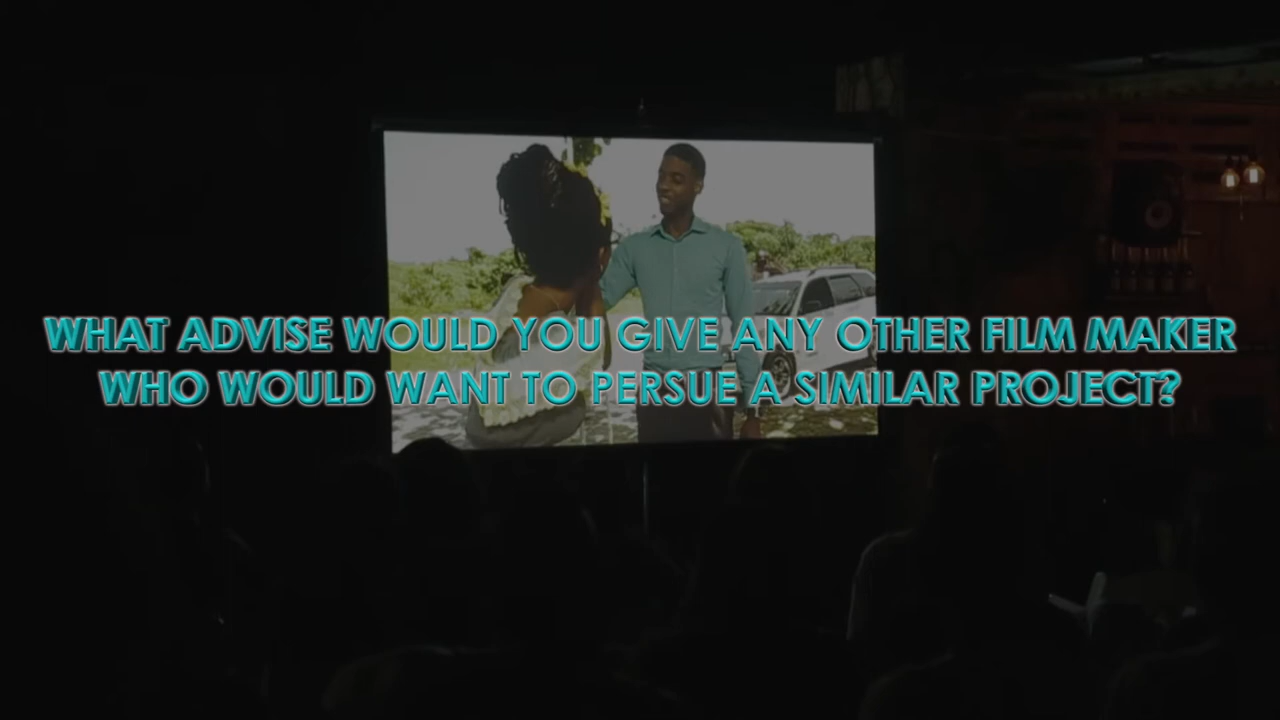 WHAT ADVISE WOULD YOU GIVE ANY OTHER FILM MAKER
WHO WOULD WANT TO PERSUE A SIMILAR PROJECT?